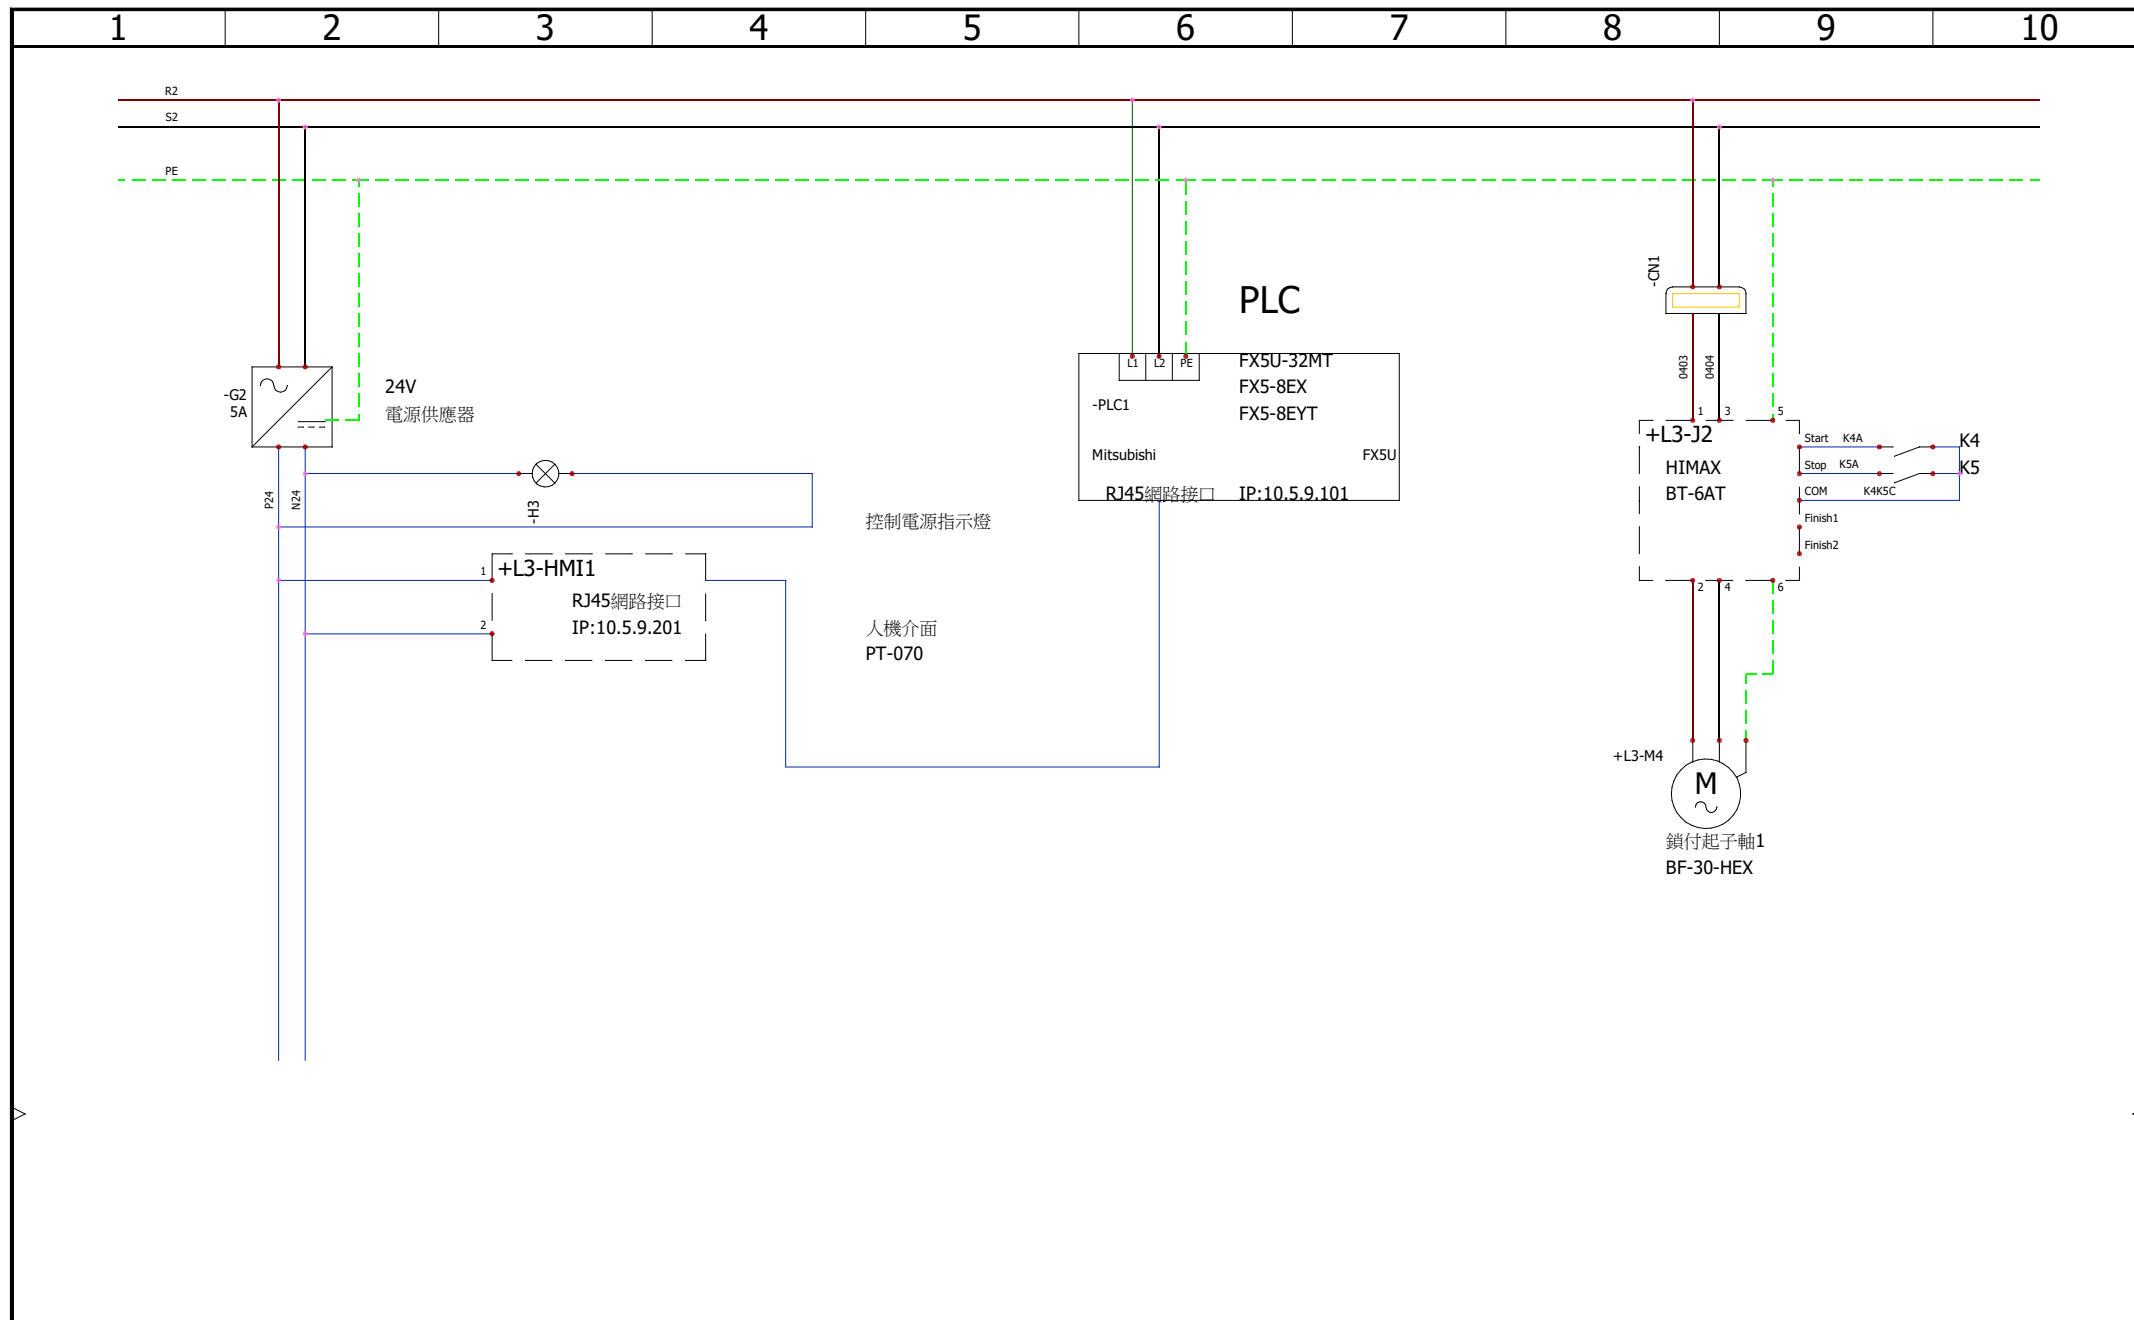 1 2 3 4 5 6 7 8 9 10
R2
S2
PE
-CN1
PLC
0403 0404
L1 L2 PE
FX5U-32MT
FX5-8EX
FX5-8EYT
-PLC1
Mitsubishi FX5U
RJ45網路接口 IP:10.5.9.101
-G2
5A
24V
電源供應器
P24 N24
-H3
控制電源指示燈
1 +L3-HMI1
RJ45網路接口
2 IP:10.5.9.201
人機介面
PT-070
1 3 5
+L3-J2
HIMAX
BT-6AT
Start K4A K4
Stop K5A K5
COM K4K5C
Finish1
Finish2
2 4 6
+L3-M4
M
鎖付起子軸1
BF-30-HEX